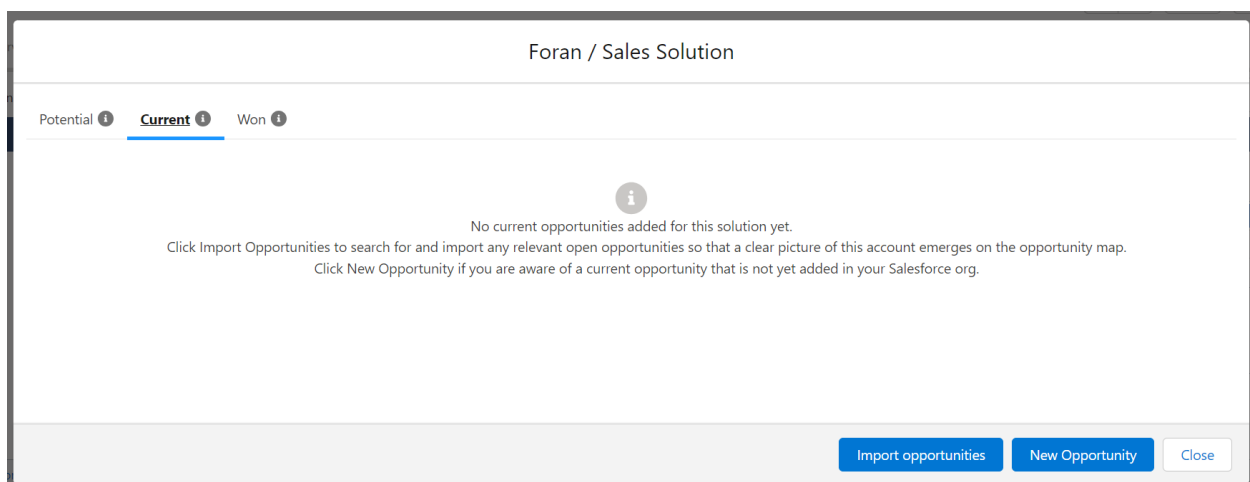 Foran / Sales Solution
Potential
Current
Won
No current opportunities added for this solution yet.
Click Import Opportunities to search for and import any relevant open opportunities so that a clear picture of this account emerges on the opportunity map.
Click New Opportunity if you are aware of a current opportunity that is not yet added in your Salesforce org.
Import opportunities
New Opportunity
Close